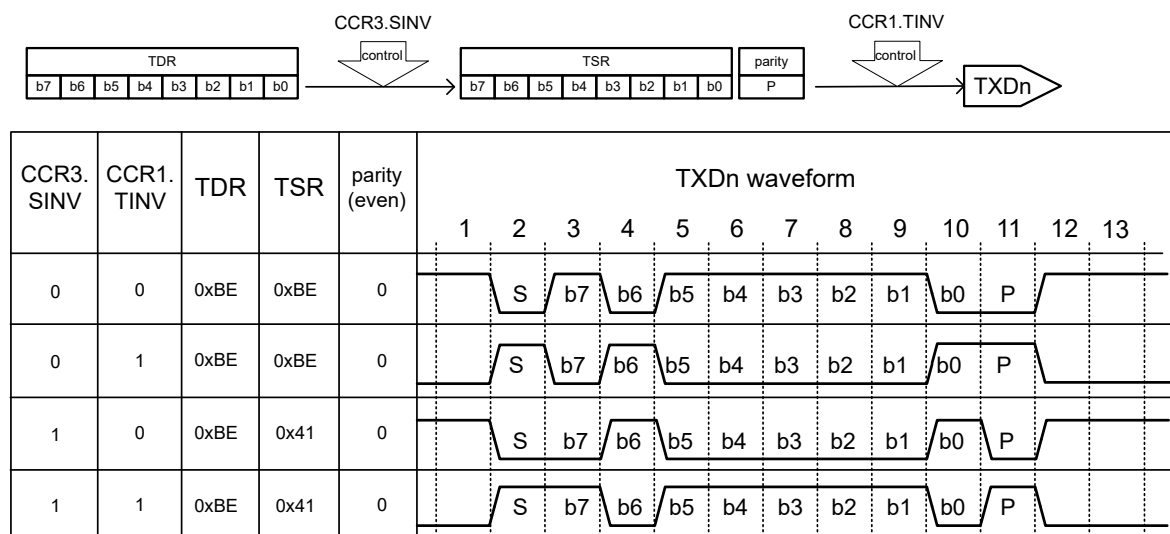 CCR3.SINV CCR1.TINV
control control
TDR TSR parity
b7 b6 b5 b4 b3 b2 b1 b0 b7 b6 b5 b4 b3 b2 b1 b0 P TXDn
CCR3. SINV CCR1. TINV TDR TSR parity (even) TXDn waveform
1 2 3 4 5 6 7 8 9 10 11 12 13
0 0 0xBE 0xBE 0 S b7 b6 b5 b4 b3 b2 b1 b0 P
0 1 0xBE 0xBE 0 S b7 b6 b5 b4 b3 b2 b1 b0 P
1 0 0xBE 0x41 0 S b7 b6 b5 b4 b3 b2 b1 b0 P
1 1 0xBE 0x41 0 S b7 b6 b5 b4 b3 b2 b1 b0 P